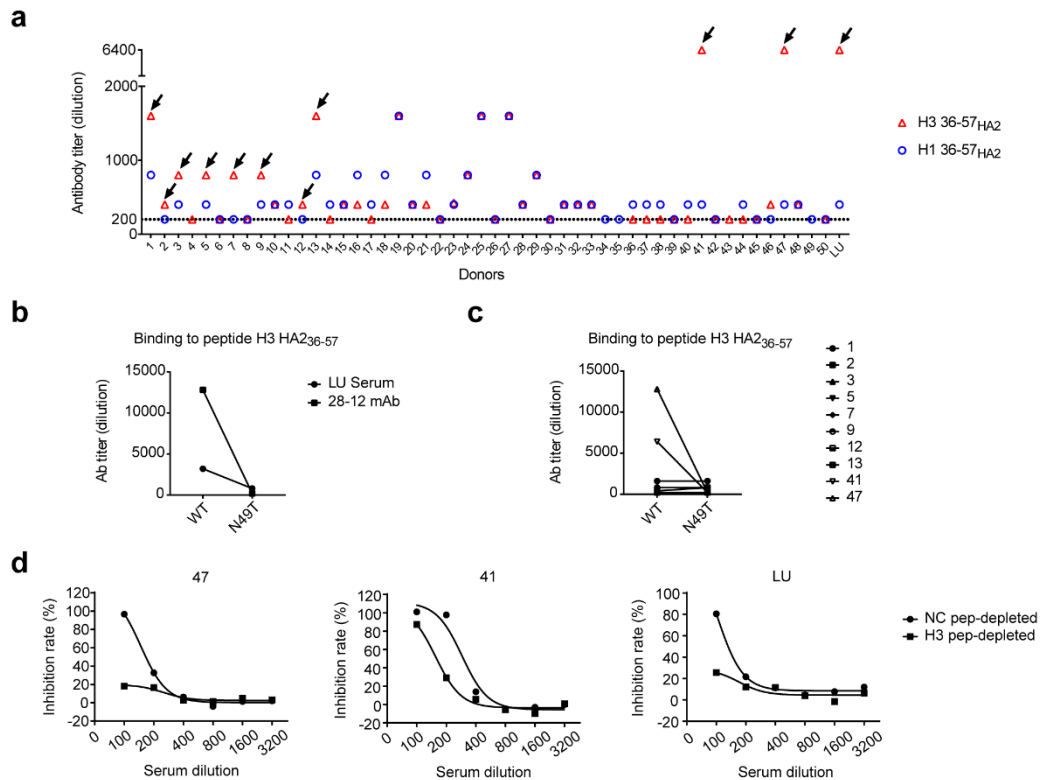 a
6400
2000
1000
200
0
Antibody titer (dilution)
1 2 3 4 5 6 7 8 9 10 11 12 13 14 15 16 17 18 19 20 21 22 23 24 25 26 27 28 29 30 31 32 33 34 35 36 37 38 39 40 41 42 43 44 45 46 47 48 49 50 LU
Donors
H3 36-57HA2
H1 36-57HA2
b
Binding to peptide H3 HA236-57
15000
10000
5000
0
Ab titer (dilution)
WT N49T
LU Serum
28-12 mAb
c
Binding to peptide H3 HA236-57
15000
10000
5000
0
Ab titer (dilution)
WT N49T
1
2
3
5
7
9
12
13
41
47
d
47
120
100
80
60
40
20
0
-20
Inhibition rate (%)
0 100 200 400 800 1600 3200
Serum dilution
41
120
100
80
60
40
20
0
-20
Inhibition rate (%)
0 100 200 400 800 1600 3200
Serum dilution
LU
100
80
60
40
20
0
-20
Inhibition rate (%)
0 100 200 400 800 1600 3200
Serum dilution
NC pep-depleted
H3 pep-depleted